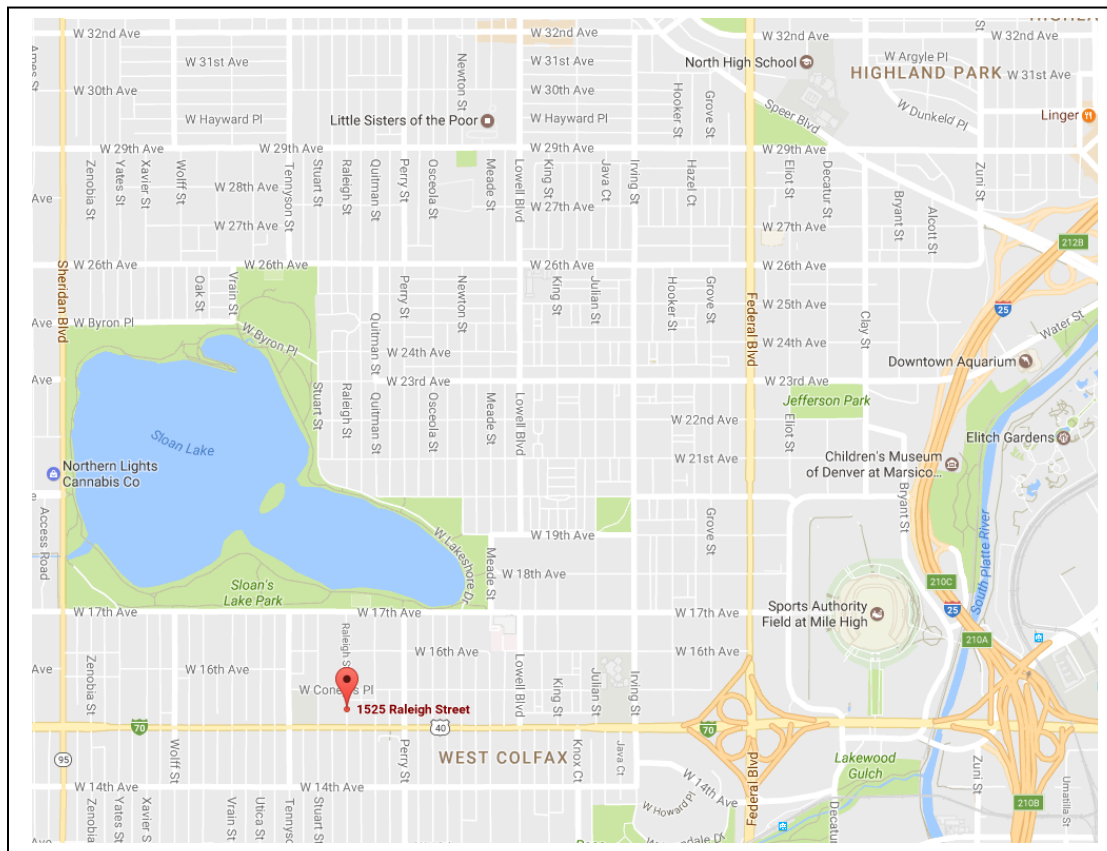 HIGHLA
W 32nd Ave
W 32nd Ave
W 32nd Ave
W 32nd Ave
W 31st Ave
W 31st Ave
W 31st Ave
North High School
W Argyle Pl
HIGHLAND PARK
W 30th Ave
W 30th Ave
Newton St
Hooker St
Grove St
Speer Blvd
W Dunkeld Pl
Linger
W Hayward Pl
Little Sisters of the Poor
W Hayward Pl
W 29th Ave
W 29th Ave
W 29th Ave
W 29th Ave
Zenobia St
Yates St
Xavier St
Wolff St
Tennyson St
Stuart St
Raleigh St
Quitman St
Perry St
Osceola St
Meade St
Lowell Blvd
King St
Java Ct
Irving St
Hazel Ct
Eliot St
Decatur St
Zuni St
Ave
W 28th Ave
W 27th Ave
W 27th Ave
W 27th Ave
Bryant St
Alcott St
212B
W 26th Ave
W 26th Ave
W 26th Ave
W 26th Ave
Sheridan Blvd
Oak St
Vrain St
Perry St
Newton St
King St
Julian St
Hooker St
Grove St
Federal Blvd
W 25th Ave
25
Clay St
Water St
Ave
W Byron Pl
W Byron Pl
Quitman St
W 24th Ave
W 24th Ave
Downtown Aquarium
Ave
W 23rd Ave
W 23rd Ave
Stuart St
Raleigh St
Quitman St
Osceola St
Meade St
Lowell Blvd
Jefferson Park
W 22nd Ave
Eliot St
Elitch Gardens
Sloan Lake
W 21st Ave
Children's Museum
of Denver at Marsico...
Northern Lights
Cannabis Co
Bryant St
Access Road
W Lakeshore Dr
W 19th Ave
Grove St
South Platte River
Meade St
W 18th Ave
Sloan's
Lake Park
210C
25
Sports Authority
Field at Mile High
W 17th Ave
W 17th Ave
W 17th Ave
210A
Raleigh S
Ave
Zenobia St
W 16th Ave
W 16th Ave
Lowell Blvd
King St
Julian St
Irving St
W Cone
s Pl
1525 Raleigh Street
70
40
70
95
Wolff St
Perry St
WEST COLFAX
Knox Ct
Java Ct
Federal Blvd
Lakewood
Gulch
Zuni St
W 14th Ave
W 14th Ave
W 14th Ave
W Howard Pl
Umatilla St
210B
Zenobia
Yates St
Xavier S
Vrain St
Utica St
Tennyso
Stuart St
Decatur